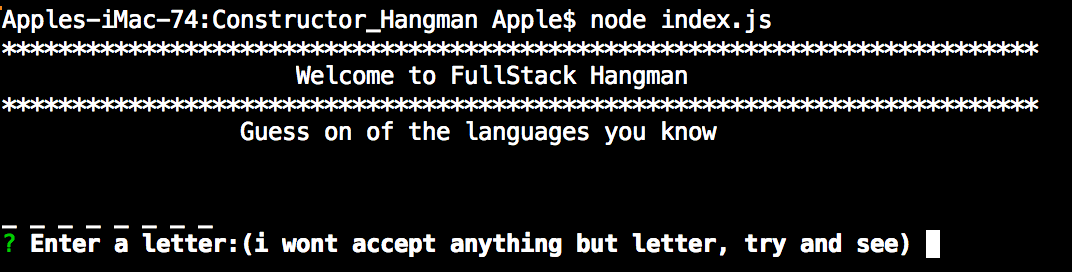 Apples-iMac-74:Constructor_Hangman Apple$ node index.js
**************************************************************************
Welcome to FullStack Hangman
**************************************************************************
Guess on of the languages you know
_ _ _ _ _ _ _ _
? Enter a letter:(i wont accept anything but letter, try and see)